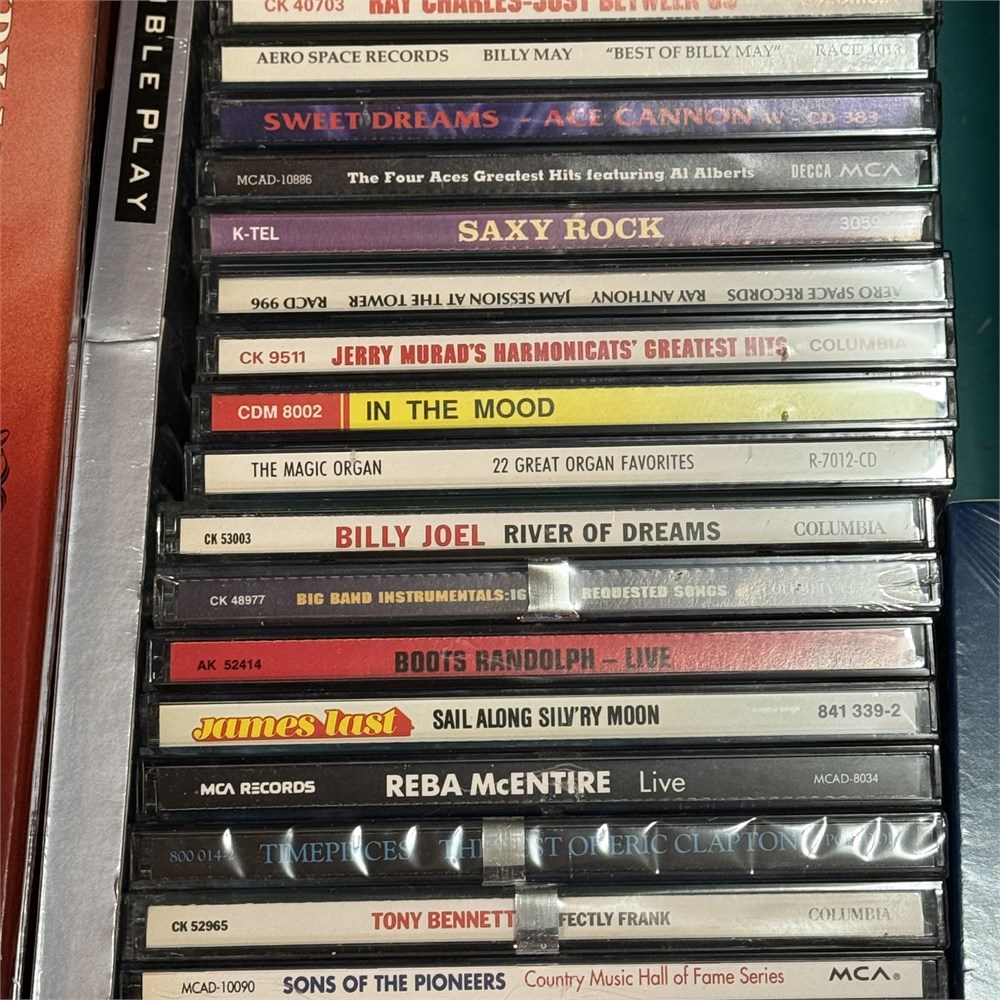 BLE PLAY
CK 40703 RAY CHARLES-JUST BETWEEN US
AERO SPACE RECORDS BILLY MAY "BEST OF BILLY MAY" RACD 1013
SWEET DREAMS - ACE CANNON W - CD 383
MCAD-10886 The Four Aces Greatest Hits featuring Al Alberts DECCA MCA
K-TEL SAXY ROCK 3059
AERO SPACE RECORDS RAY ANTHONY JAM SESSION AT THE TOWER RACD 996
CK 9511 JERRY MURAD'S HARMONICATS' GREATEST HITS COLUMBIA
CDM 8002 IN THE MOOD
THE MAGIC ORGAN 22 GREAT ORGAN FAVORITES R-7012-CD
CK 53003 BILLY JOEL RIVER OF DREAMS COLUMBIA
CK 48977 BIG BAND INSTRUMENTALS:16 REQUESTED SONGS
AK 52414 BOOTS RANDOLPH – LIVE
james last SAIL ALONG SILV'RY MOON 841 339-2
MCA RECORDS REBA McENTIRE Live MCAD-8034
800 014-2 TIMEPIECES TH ST OF ERIC CLAPTON
CK 52965 TONY BENNETT FECTLY FRANK COLUMBIA
MCAD-10090 SONS OF THE PIONEERS Country Music Hall of Fame Series MCA®